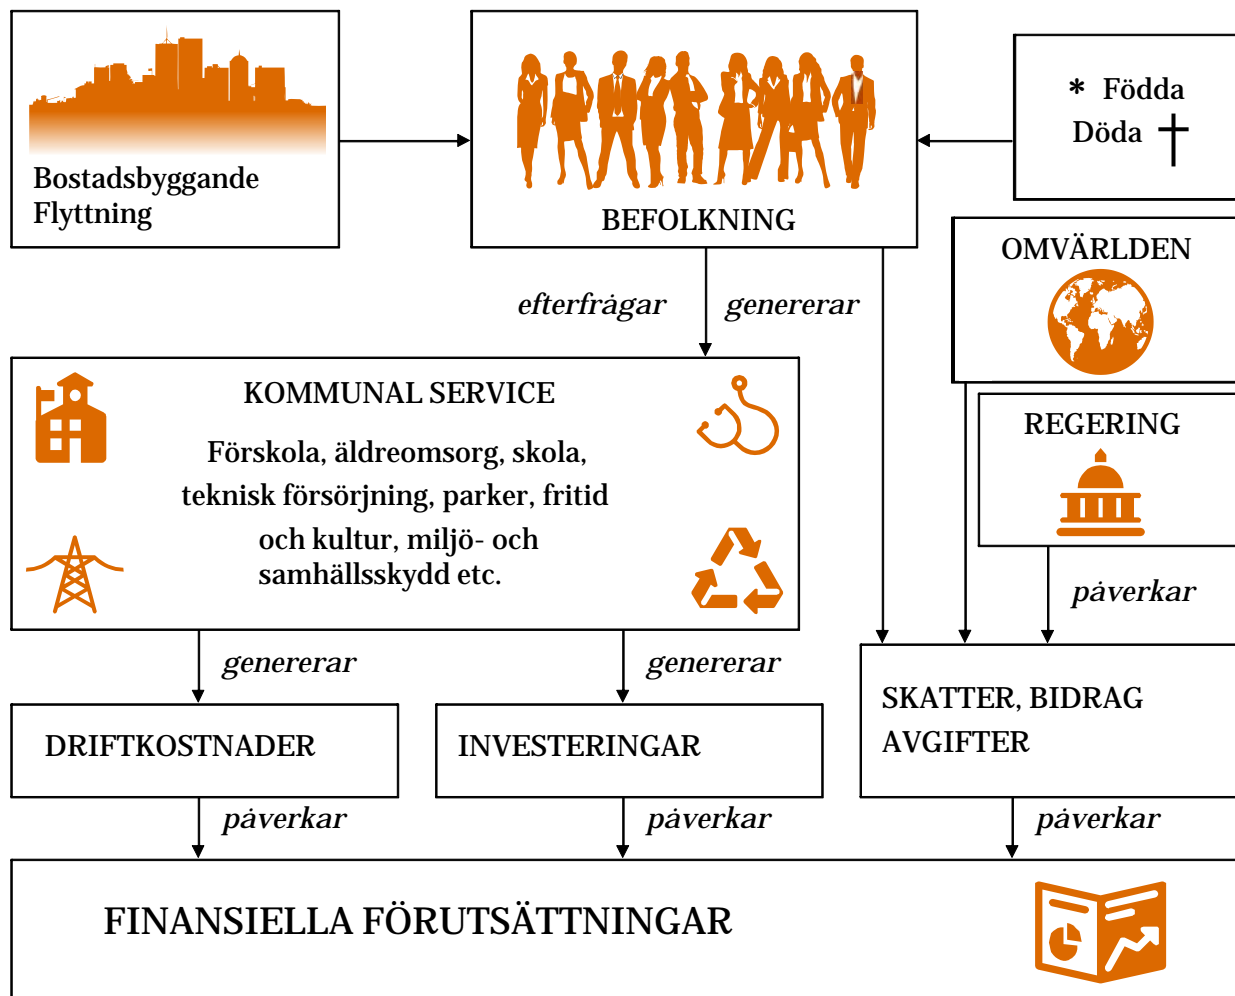 Bostadsbyggande
Flyttning
BEFOLKNING
* Födda
Döda
OMVÄRLDEN
efterfrågar
genererar
KOMMUNAL SERVICE
Förskola, äldreomsorg, skola,
teknisk försörjning, parker, fritid
och kultur, miljö- och
samhällsskydd etc.
REGERING
påverkar
genererar
genererar
DRIFTKOSTNADER
INVESTERINGAR
SKATTER, BIDRAG
AVGIFTER
påverkar
påverkar
påverkar
FINANSIELLA FÖRUTSÄTTNINGAR